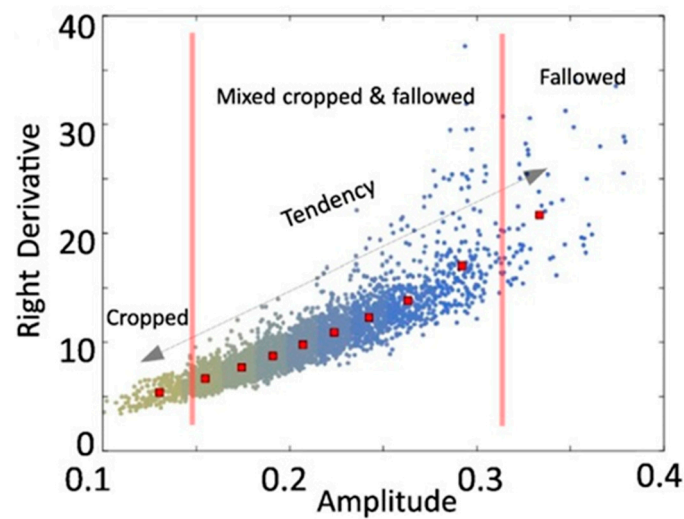 40
Mixed cropped & fallowed
Fallowed
30
Right Derivative
Tendency
20
Cropped
10
0
0.1
0.2
0.3
0.4
Amplitude